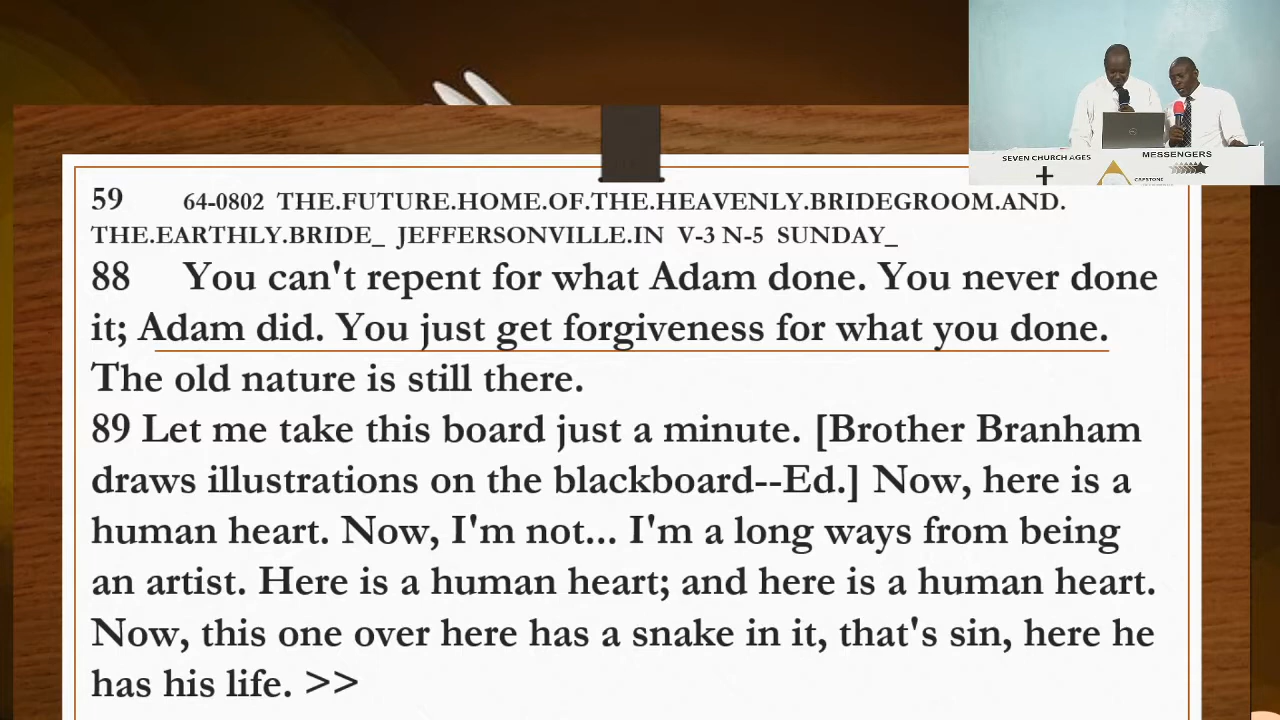 SEVEN CHURCH AGES
MESSENGERS
CAPSTONE
59 64-0802 THE.FUTURE.HOME.OF.THE.HEAVENLY.BRIDEGROOM.AND.
THE.EARTHLY.BRIDE_ JEFFERSONVILLE.IN V-3 N-5 SUNDAY_
88 You can't repent for what Adam done. You never done
it; Adam did. You just get forgiveness for what you done.
The old nature is still there.
89 Let me take this board just a minute. [Brother Branham
draws illustrations on the blackboard--Ed.] Now, here is a
human heart. Now, I'm not... I'm a long ways from being
an artist. Here is a human heart; and here is a human heart.
Now, this one over here has a snake in it, that's sin, here he
has his life. >>